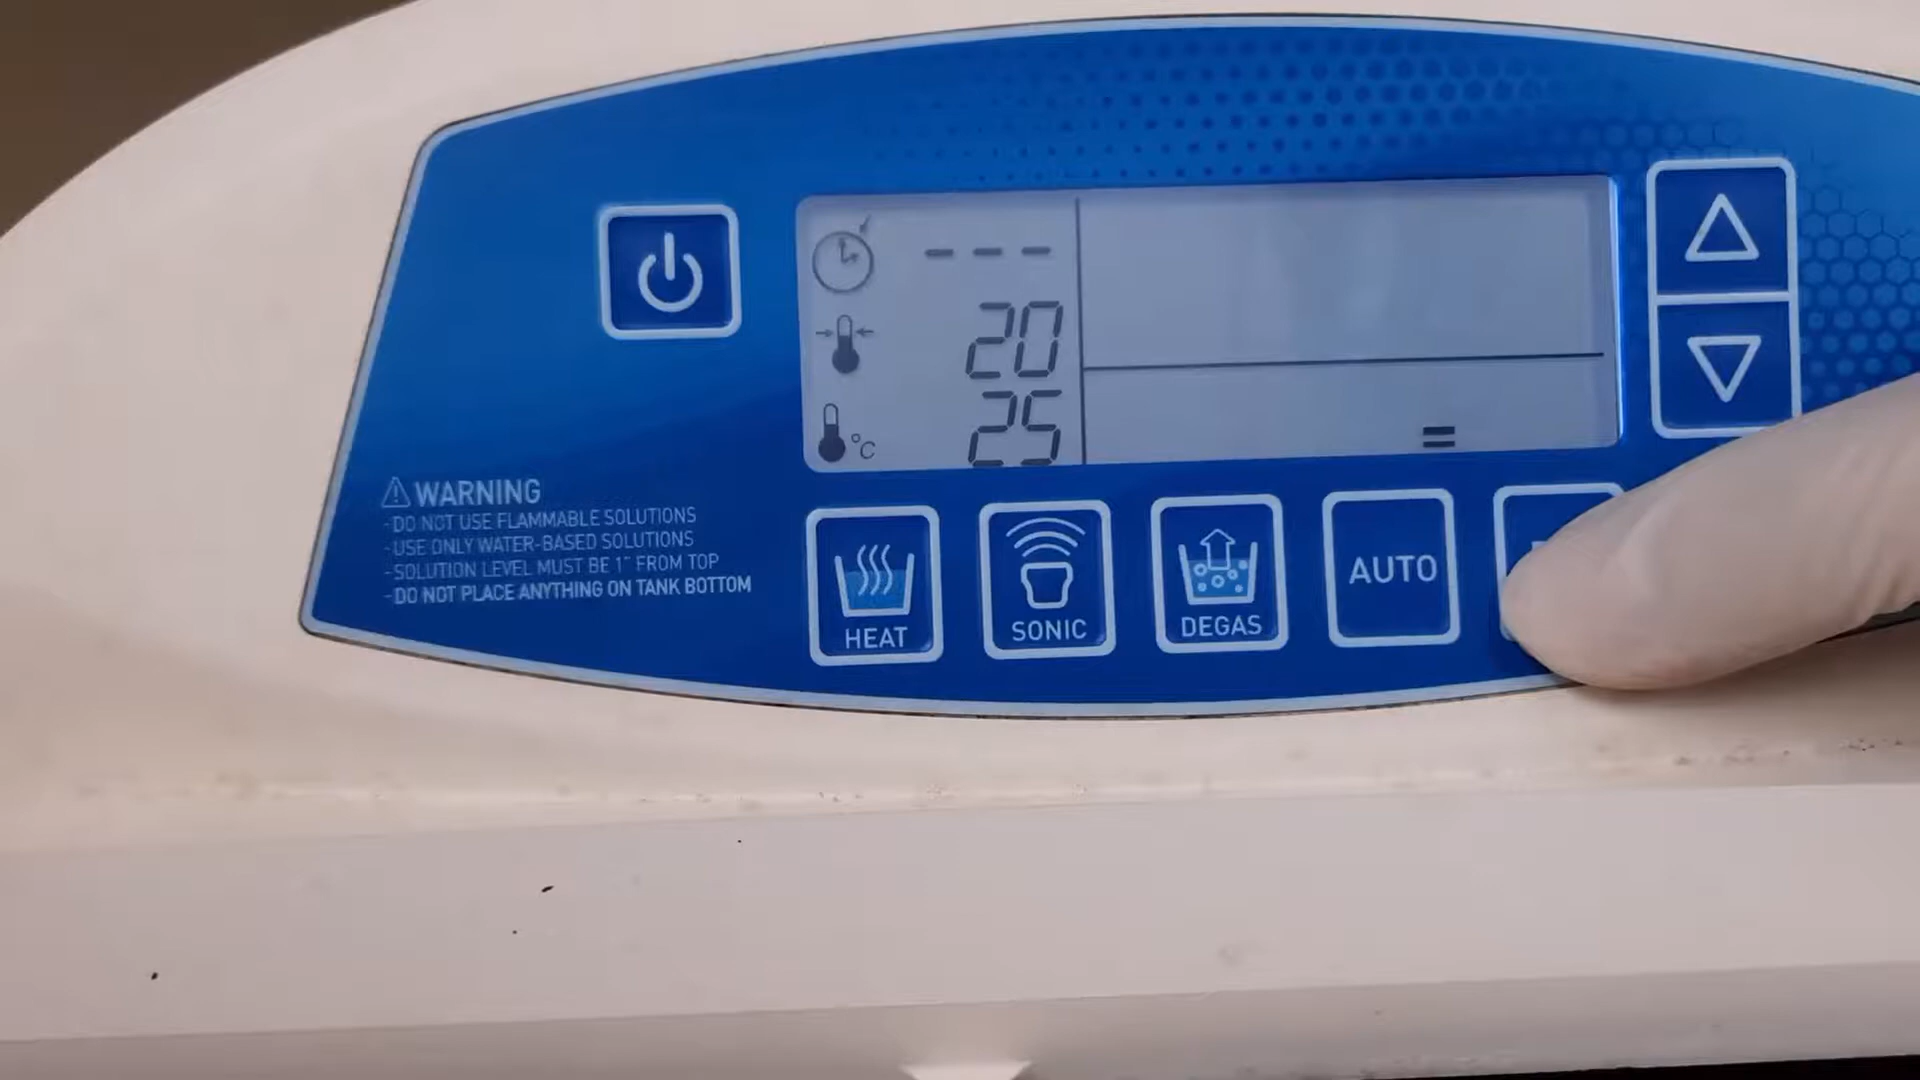 - - -
20
°C 25
WARNING
-DO NOT USE FLAMMABLE SOLUTIONS
-USE ONLY WATER-BASED SOLUTIONS
-SOLUTION LEVEL MUST BE 1" FROM TOP
-DO NOT PLACE ANYTHING ON TANK BOTTOM
HEAT
SONIC
DEGAS
AUTO